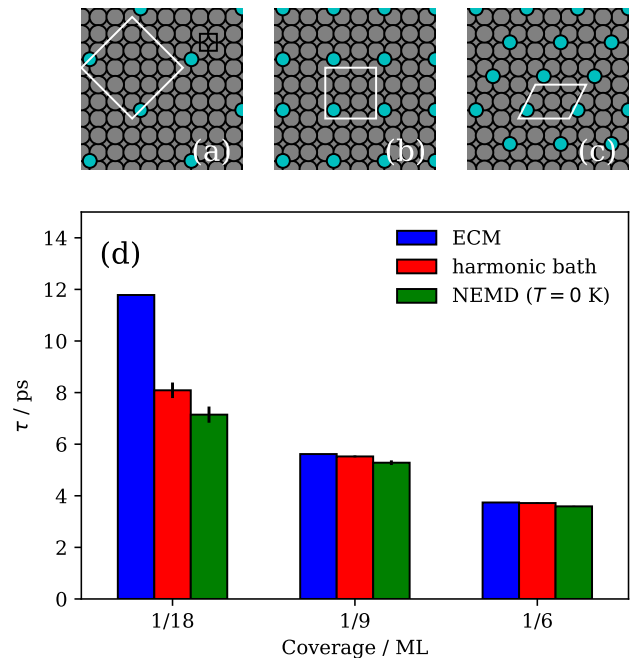 (a)
(b)
(c)
(d)
ECM
harmonic bath
NEMD (T = 0 K)
τ / ps
14
12
10
8
6
4
2
0
1/18
1/9
1/6
Coverage / ML